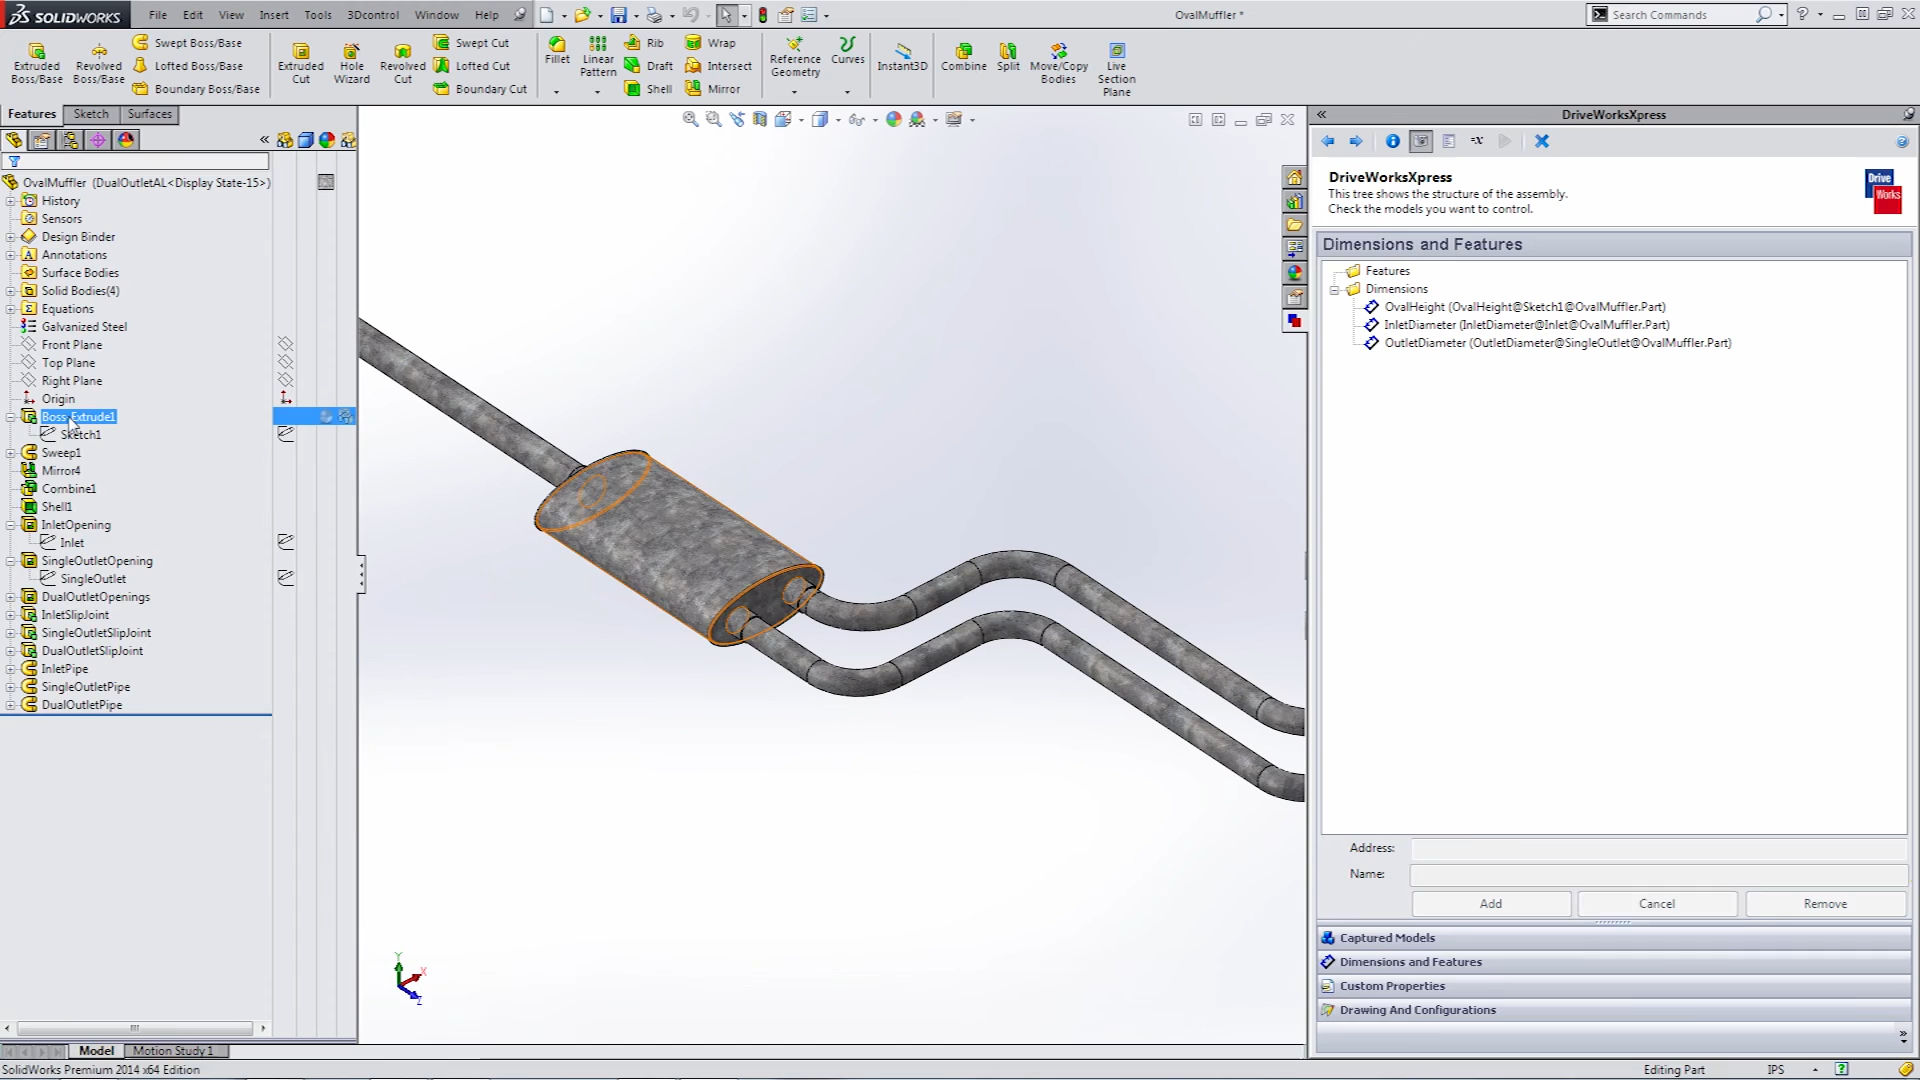 SOLIDWORKS File Edit View Insert Tools 3Dcontrol Window Help OvalMuffler * Search Commands
Extruded Boss/Base
Revolved Boss/Base
Swept Boss/Base
Lofted Boss/Base
Boundary Boss/Base
Extruded Cut
Hole Wizard
Revolved Cut
Swept Cut
Lofted Cut
Boundary Cut
Fillet
Linear Pattern
Rib
Draft
Shell
Wrap
Intersect
Mirror
Reference Geometry
Curves
Instant3D
Combine
Split
Move/Copy Bodies
Live Section Plane
Features Sketch Surfaces
OvalMuffler (DualOutletAL<Display State-15>)
History
Sensors
Design Binder
Annotations
Surface Bodies
Solid Bodies(4)
Equations
Galvanized Steel
Front Plane
Top Plane
Right Plane
Origin
Boss-Extrude1
Sketch1
Sweep1
Mirror4
Combine1
Shell1
InletOpening
Inlet
SingleOutletOpening
SingleOutlet
DualOutletOpenings
InletSlipJoint
SingleOutletSlipJoint
DualOutletSlipJoint
InletPipe
SingleOutletPipe
DualOutletPipe
Y
X
Z
DriveWorksXpress
DriveWorksXpress
This tree shows the structure of the assembly.
Check the models you want to control.
Drive
Works
Dimensions and Features
Features
Dimensions
OvalHeight (OvalHeight@Sketch1@OvalMuffler.Part)
InletDiameter (InletDiameter@Inlet@OvalMuffler.Part)
OutletDiameter (OutletDiameter@SingleOutlet@OvalMuffler.Part)
Address:
Name:
Add Cancel Remove
Captured Models
Dimensions and Features
Custom Properties
Drawing And Configurations
Model Motion Study 1
SolidWorks Premium 2014 x64 Edition Editing Part IPS